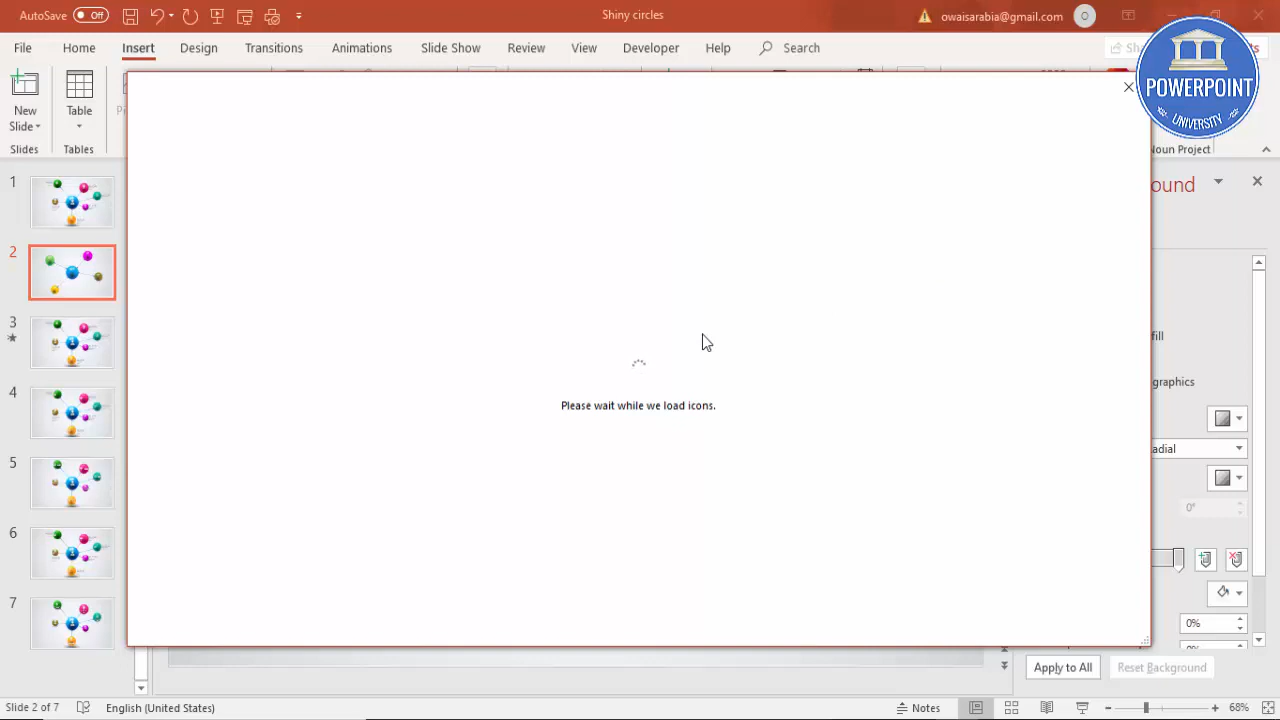 AutoSave Off
Shiny circles
owaisarabia@gmail.com
O
File Home Insert Design Transitions Animations Slide Show Review View Developer Help Search
POWERPOINT
UNIVERSITY
New
Slide
Table
Slides
Tables
Noun Project
ound
1
2
3
4
5
6
7
Please wait while we load icons.
fill
graphics
adial
0°
0%
Apply to All
Reset Background
Slide 2 of 7
English (United States)
Notes
68%